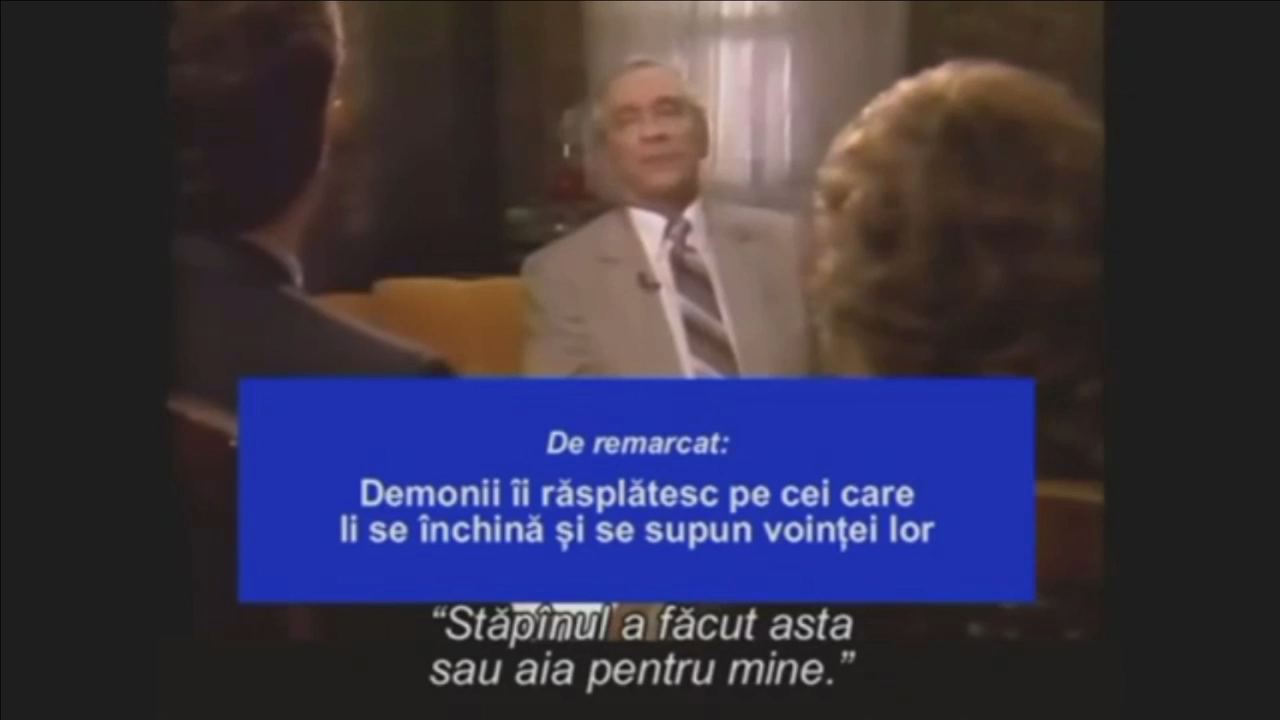 De remarcat:
Demonii îi răsplătesc pe cei care
li se închină și se supun voinței lor
“Stăpînul a făcut asta
sau aia pentru mine.”